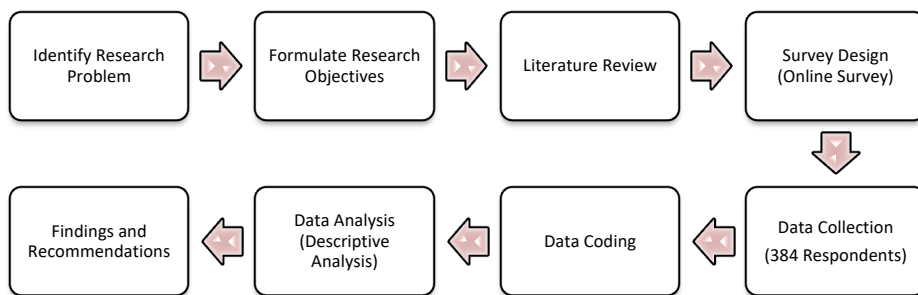 Identify Research
Problem
Formulate Research
Objectives
Literature Review
Survey Design
(Online Survey)
Data Collection
(384 Respondents)
Data Coding
Data Analysis
(Descriptive
Analysis)
Findings and
Recommendations